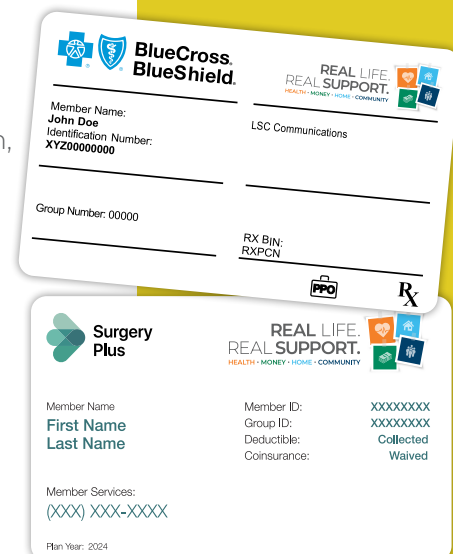 BlueCross
BlueShield
REAL LIFE.
REAL SUPPORT.
HEALTH • MONEY • HOME • COMMUNITY
n,
Member Name:
John Doe
Identification Number:
XYZ00000000
LSC Communications
Group Number: 00000
RX BIN:
RXPCN
PPO
Rx
Surgery
Plus
REAL LIFE.
REAL SUPPORT.
HEALTH • MONEY • HOME • COMMUNITY
Member Name
First Name
Last Name
Member ID: XXXXXXXX
Group ID: XXXXXXXX
Deductible: Collected
Coinsurance: Waived
Member Services:
(XXX) XXX-XXXX
Plan Year: 2024